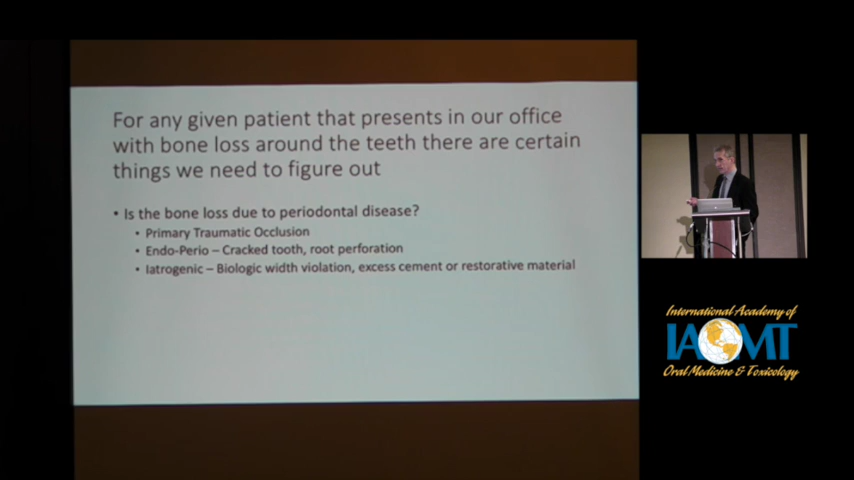 For any given patient that presents in our office
with bone loss around the teeth there are certain
things we need to figure out
• Is the bone loss due to periodontal disease?
• Primary Traumatic Occlusion
• Endo-Perio – Cracked tooth, root perforation
• Iatrogenic – Biologic width violation, excess cement or restorative material
International Academy of
IAOMT
Oral Medicine & Toxicology